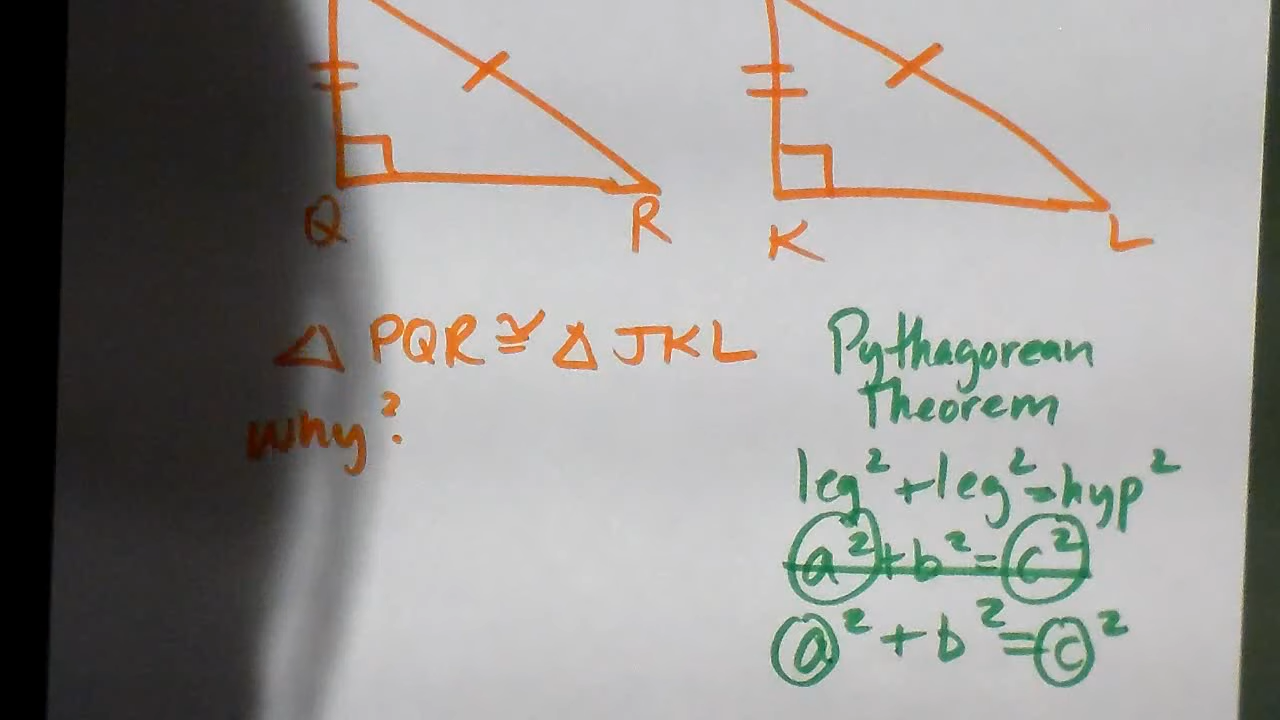 Q R K L
△ PQR ≅ △ JKL
Why?
Pythagorean
Theorem
leg² + leg² = hyp²
a² + b² = c²
a² + b² = c²